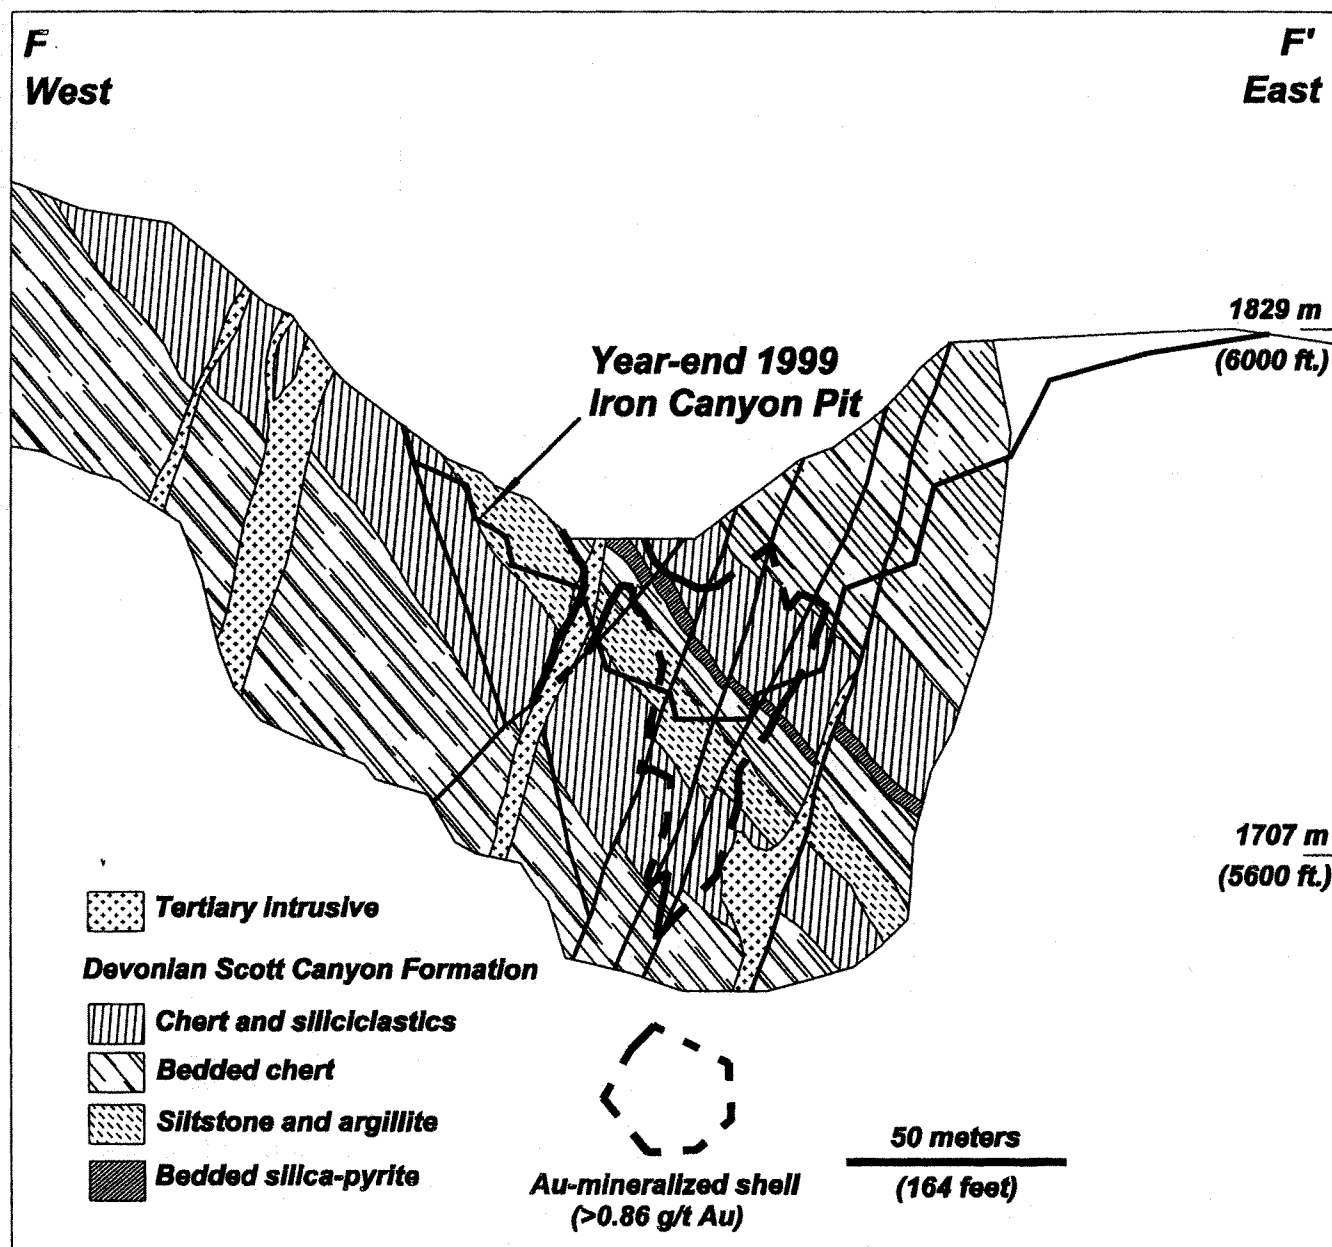 F
West
F'
East
1829 m
(6000 ft.)
Year-end 1999
Iron Canyon Pit
1707 m
(5600 ft.)
Tertiary intrusive
Devonian Scott Canyon Formation
Chert and siliciclastics
Bedded chert
Siltstone and argillite
Bedded silica-pyrite
Au-mineralized shell
(>0.86 g/t Au)
50 meters
(164 feet)